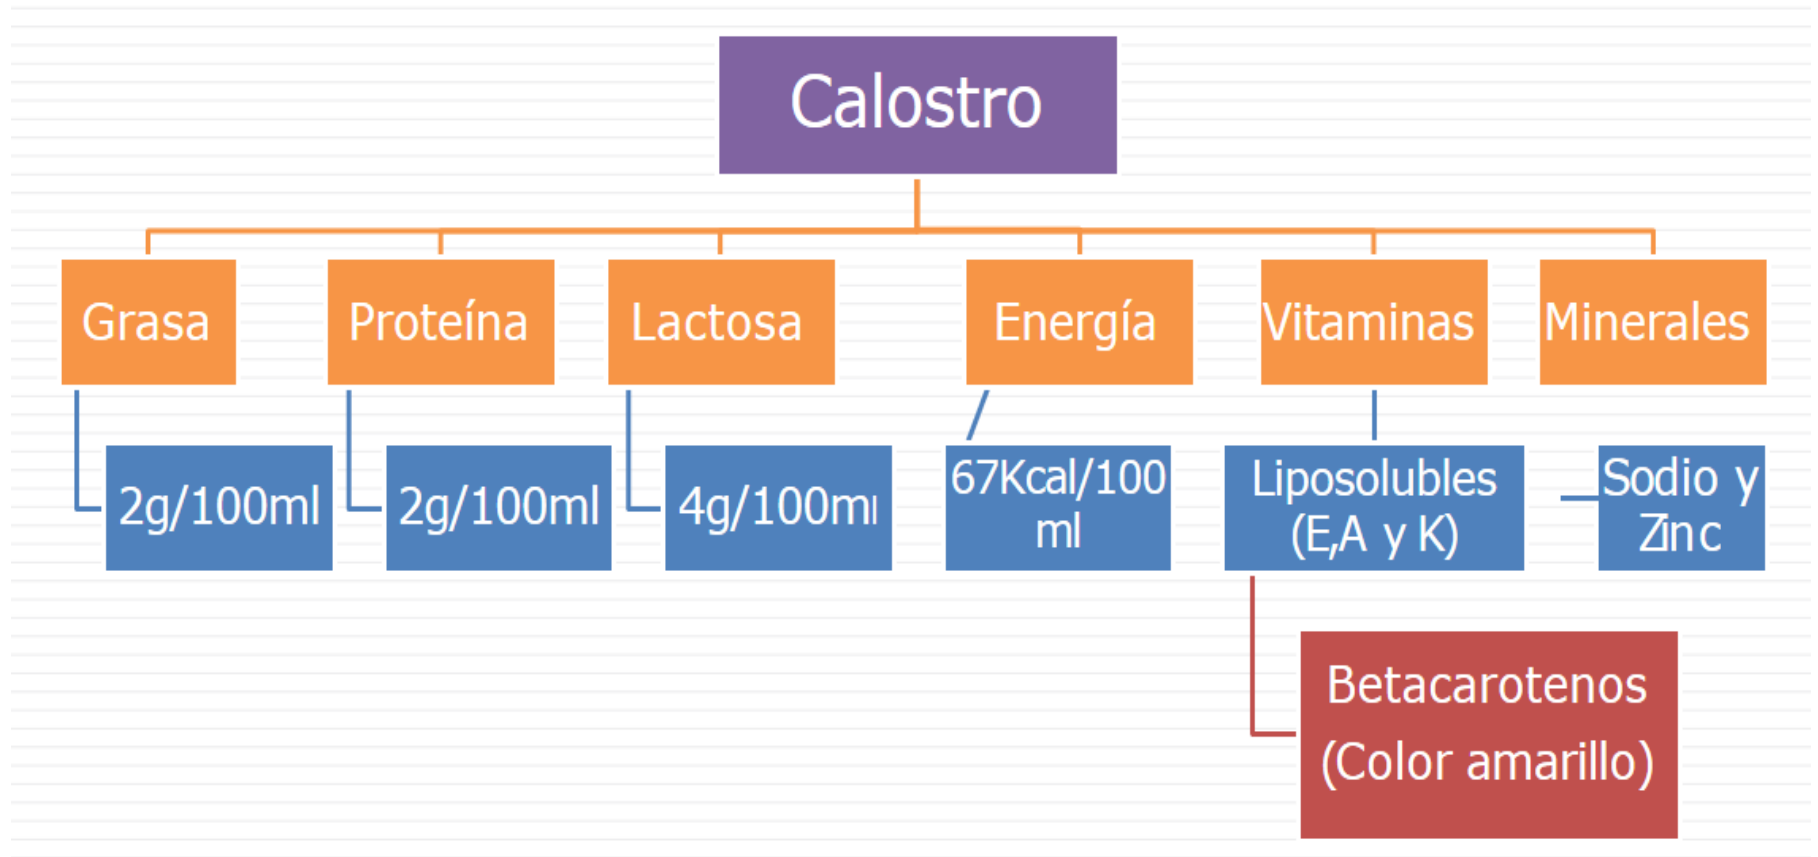 Calostro
Grasa
Proteína
Lactosa
Energía
Vitaminas
Minerales
2g/100ml
2g/100ml
4g/100ml
67Kcal/100
ml
Liposolubles
(E,A y K)
Sodio y
Zinc
Betacarotenos
(Color amarillo)